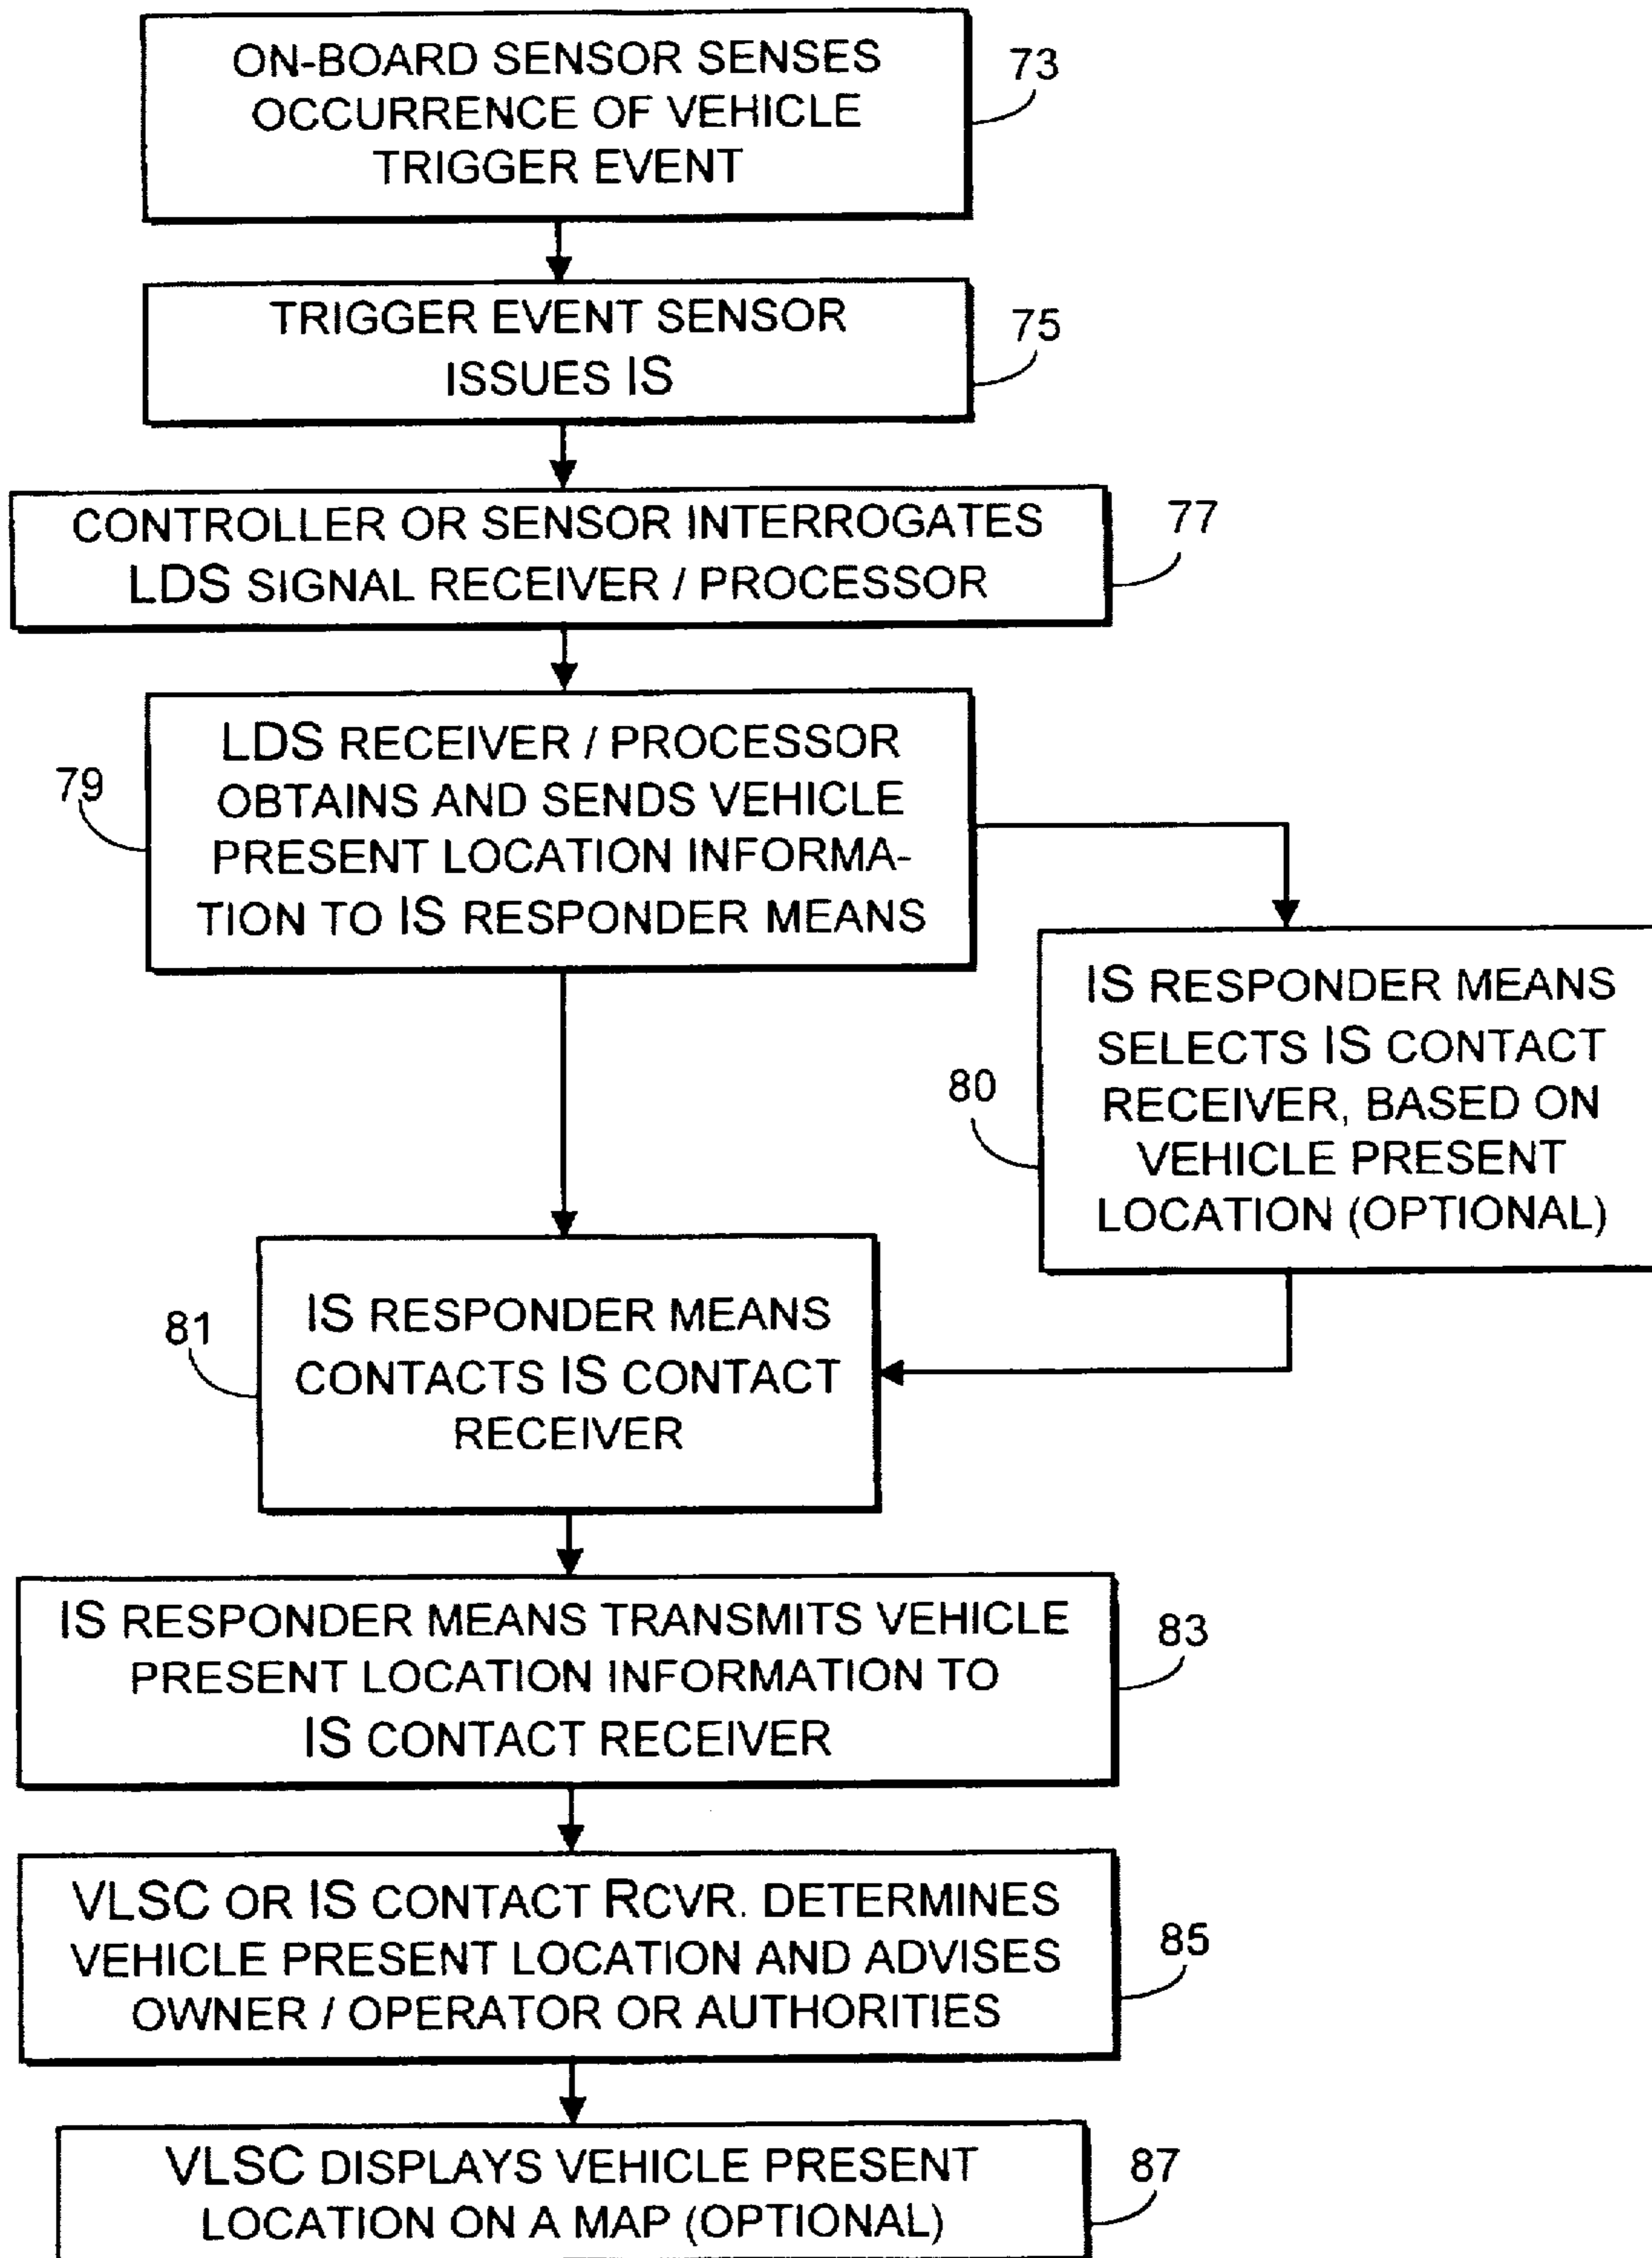 ON-BOARD SENSOR SENSES
OCCURRENCE OF VEHICLE
TRIGGER EVENT
73
TRIGGER EVENT SENSOR
ISSUES IS
75
CONTROLLER OR SENSOR INTERROGATES
LDS SIGNAL RECEIVER / PROCESSOR
77
LDS RECEIVER / PROCESSOR
OBTAINS AND SENDS VEHICLE
PRESENT LOCATION INFORMA-
TION TO IS RESPONDER MEANS
79
IS RESPONDER MEANS
SELECTS IS CONTACT
RECEIVER, BASED ON
VEHICLE PRESENT
LOCATION (OPTIONAL)
80
IS RESPONDER MEANS
CONTACTS IS CONTACT
RECEIVER
81
IS RESPONDER MEANS TRANSMITS VEHICLE
PRESENT LOCATION INFORMATION TO
IS CONTACT RECEIVER
83
VLSC OR IS CONTACT RCVR. DETERMINES
VEHICLE PRESENT LOCATION AND ADVISES
OWNER / OPERATOR OR AUTHORITIES
85
VLSC DISPLAYS VEHICLE PRESENT
LOCATION ON A MAP (OPTIONAL)
87